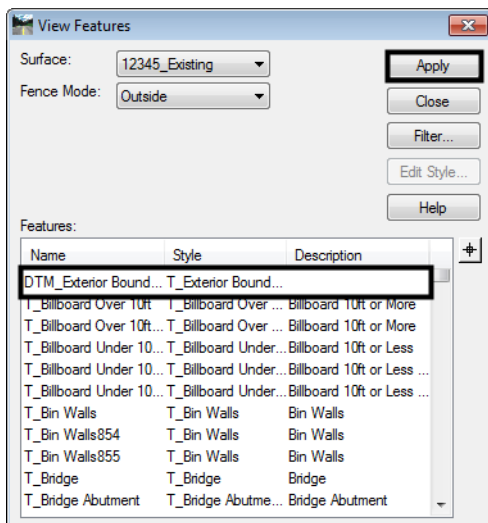 View Features
Surface: 12345_Existing Apply
Fence Mode: Outside Close
Filter...
Edit Style...
Help
Features:
Name Style Description
DTM_Exterior Bound... T_Exterior Bound...
T_Billboard Over 10ft T_Billboard Over ... Billboard 10ft or More
T_Billboard Over 10ft... T_Billboard Over ... Billboard 10ft or More
T_Billboard Under 10... T_Billboard Under... Billboard 10ft or Less
T_Billboard Under 10... T_Billboard Under... Billboard 10ft or Less ...
T_Billboard Under 10... T_Billboard Under... Billboard 10ft or Less ...
T_Bin Walls T_Bin Walls Bin Walls
T_Bin Walls854 T_Bin Walls Bin Walls
T_Bin Walls855 T_Bin Walls Bin Walls
T_Bridge T_Bridge Bridge
T_Bridge Abutment T_Bridge Abutme... Bridge Abutment